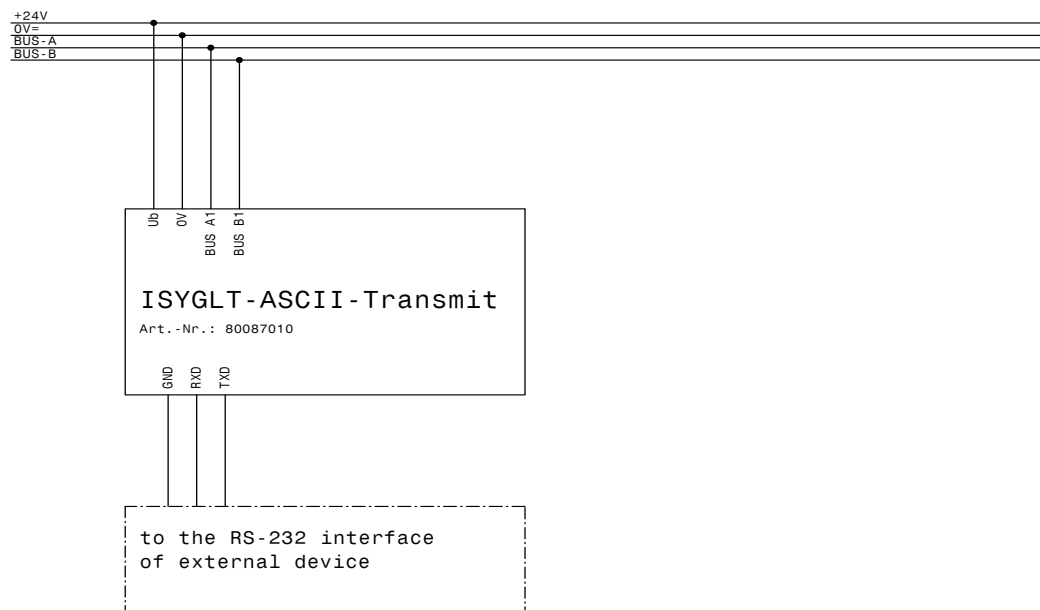 +24V
0V=
BUS-A
BUS-B
Ub
0V
BUS A1
BUS B1
ISYGLT-ASCII-Transmit
Art.-Nr.: 80087010
GND
RXD
TXD
to the RS-232 interface
of external device